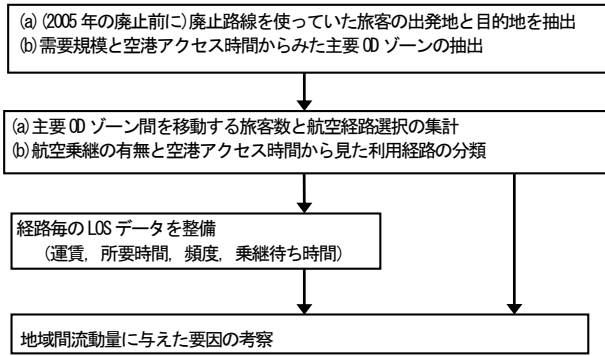 (a) (2005 年の廃止前に) 廃止路線を使っていた旅客の出発地と目的地を抽出
(b) 需要規模と空港アクセス時間からみた主要 OD ゾーンの抽出
(a) 主要 OD ゾーン間を移動する旅客数と航空経路選択の集計
(b) 航空乗継の有無と空港アクセス時間から見た利用経路の分類
経路毎の LOS データを整備
(運賃，所要時間，頻度，乗継待ち時間)
地域間流動量に与えた要因の考察